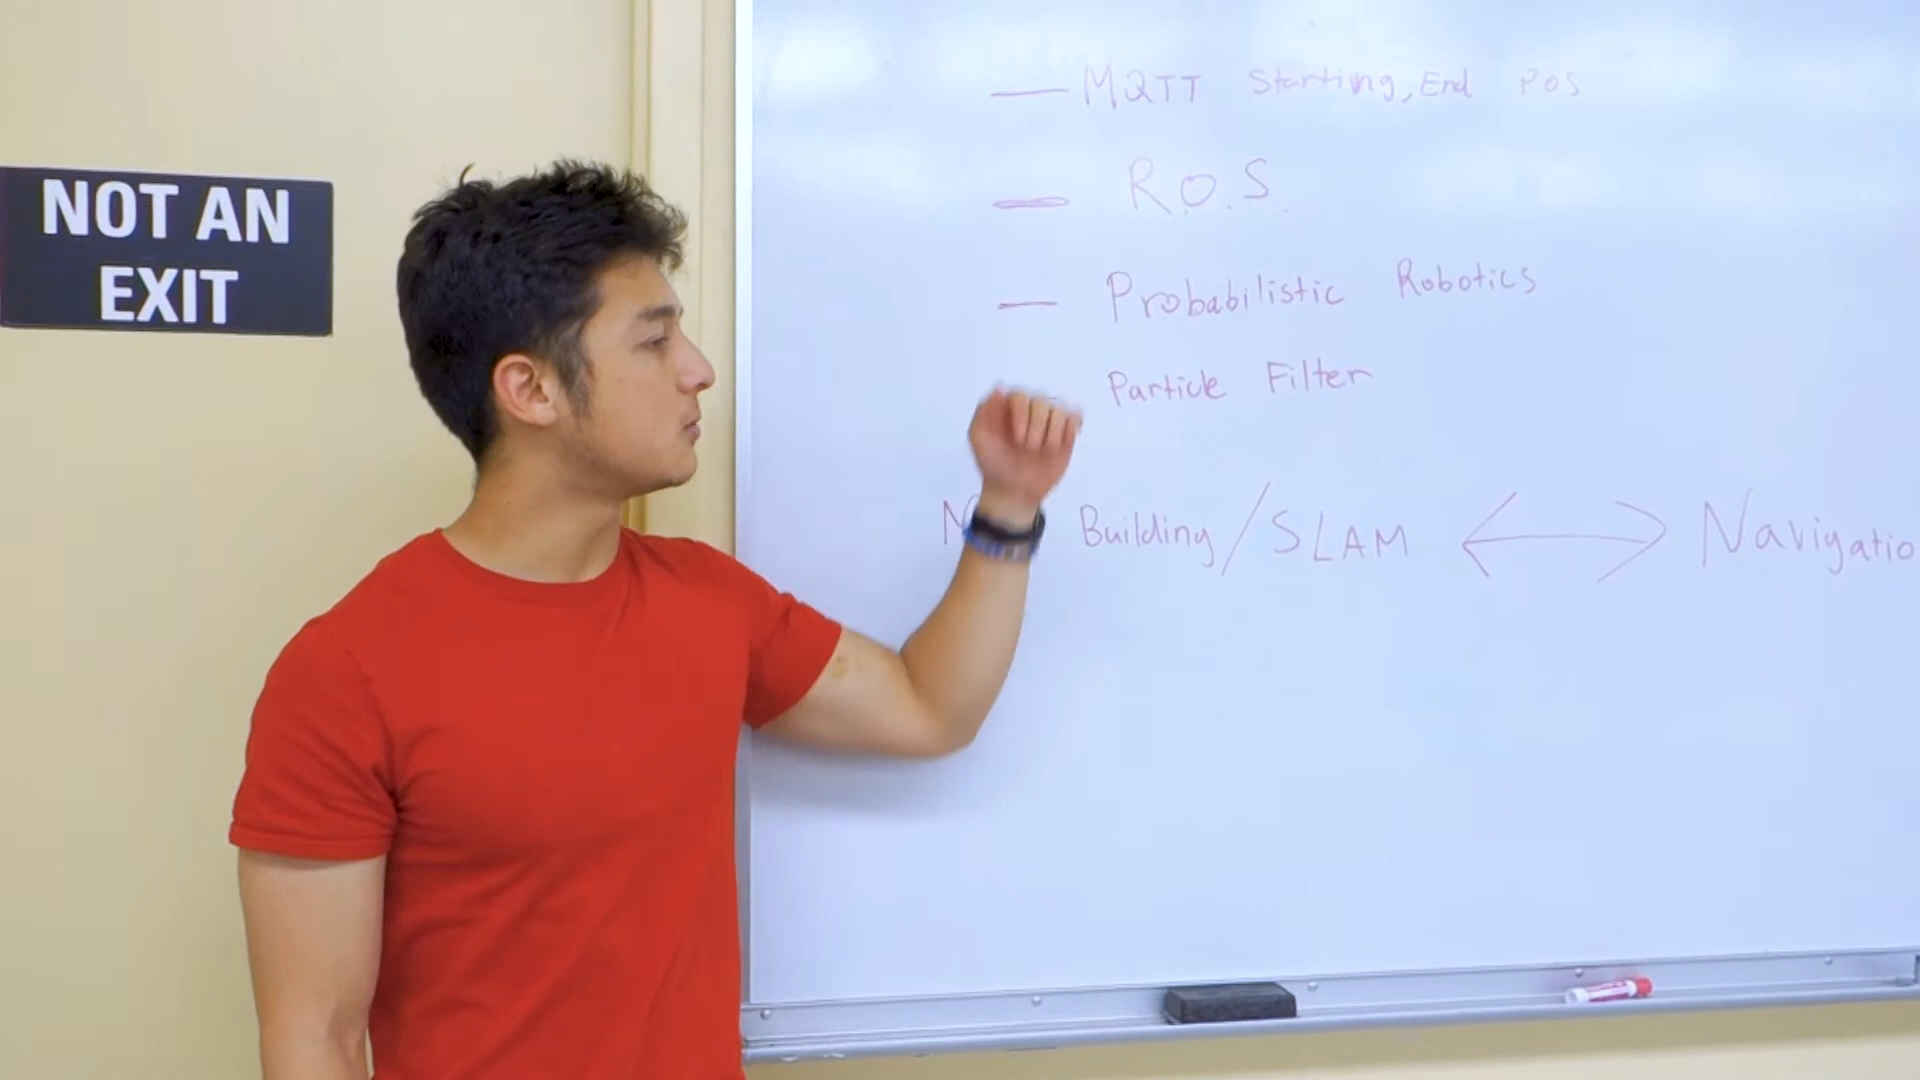 NOT AN
EXIT
— MQTT Starting, End POS
— R.O.S.
— Probabilistic Robotics
Particle Filter
Building/SLAM ↔ Navigatio